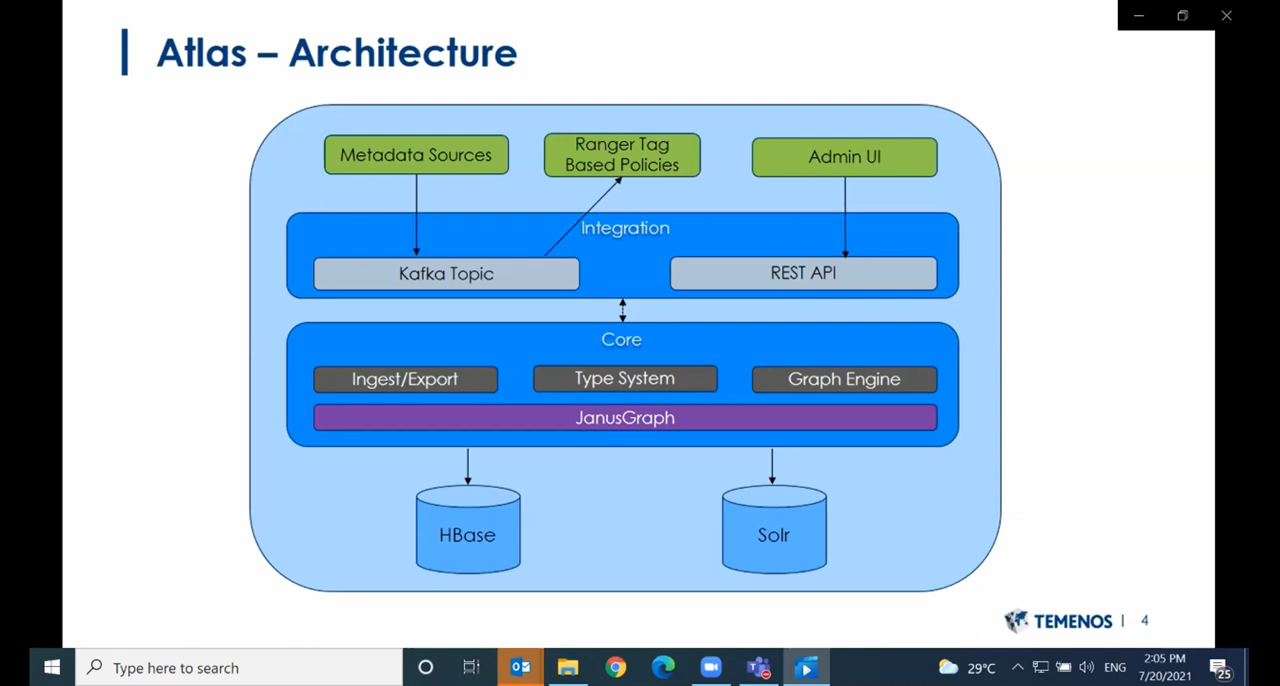 Atlas – Architecture
Metadata Sources
Ranger Tag
Based Policies
Admin UI
Integration
Kafka Topic
REST API
Core
Ingest/Export
Type System
Graph Engine
JanusGraph
HBase
Solr
TEMENOS | 4
Type here to search
29°C
ENG
2:05 PM
7/20/2021
25